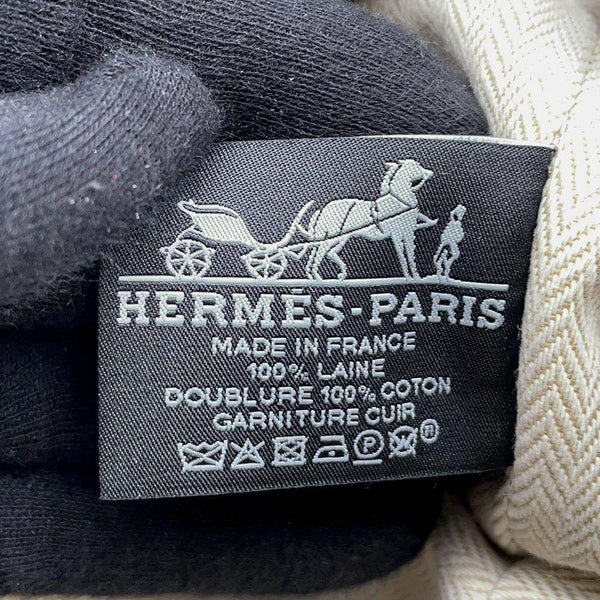 HERMÈS-PARIS
MADE IN FRANCE
100% LAINE
DOUBLURE 100% COTON
GARNITURE CUIR
P